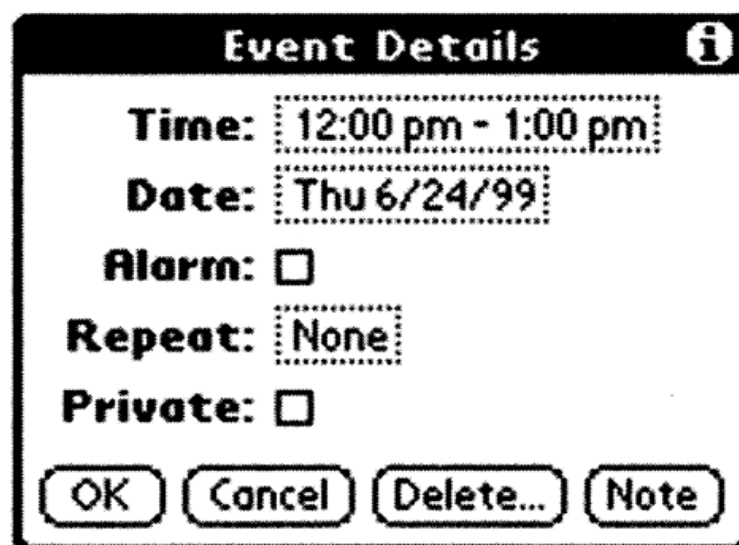 Event Details i
Time: 12:00 pm - 1:00 pm
Date: Thu 6/24/99
Alarm:
Repeat: None
Private:
OK Cancel Delete... Note